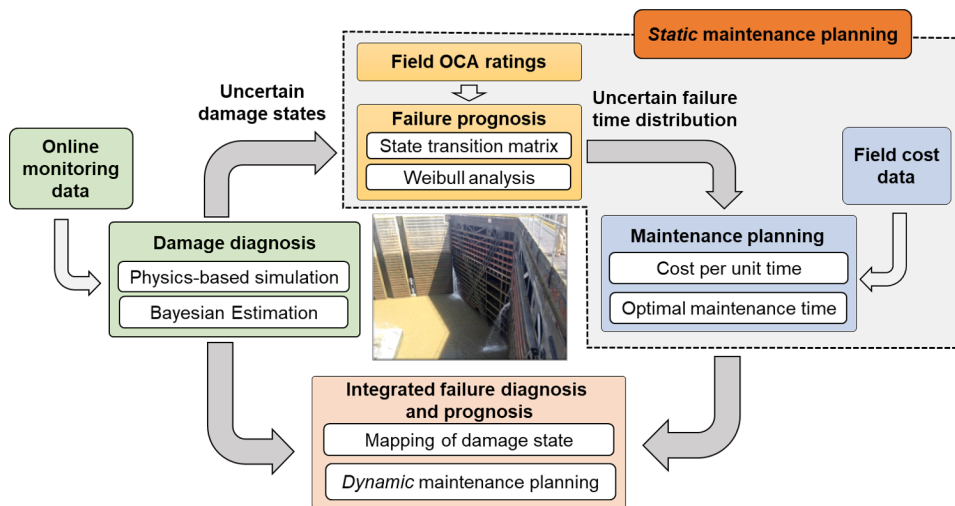 Static maintenance planning
Field OCA ratings
Uncertain
damage states
Failure prognosis
State transition matrix
Weibull analysis
Uncertain failure
time distribution
Online
monitoring
data
Field cost
data
Damage diagnosis
Physics-based simulation
Bayesian Estimation
Maintenance planning
Cost per unit time
Optimal maintenance time
Integrated failure diagnosis
and prognosis
Mapping of damage state
Dynamic maintenance planning